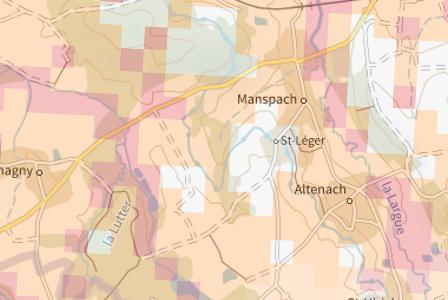 Manspach
St-Léger
magny
Altenach
la Lutter
la Largue